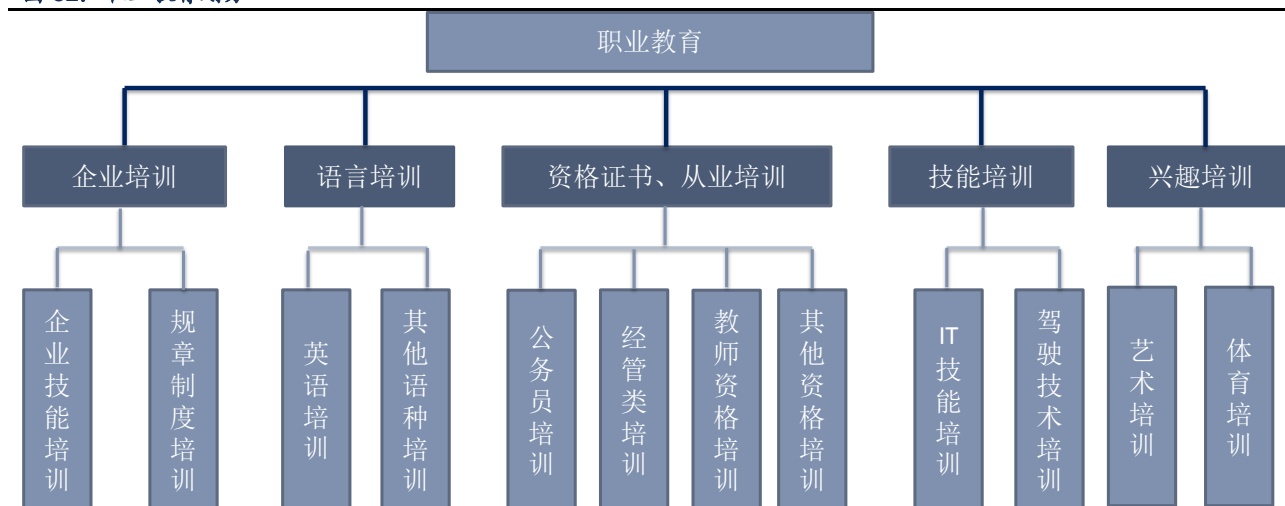 职业教育
企业培训
语言培训
资格证书、从业培训
技能培训
兴趣培训
企业技能培训
规章制度培训
英语培训
其他语种培训
公务员培训
经管类培训
教师资格培训
其他资格培训
IT技能培训
驾驶技术培训
艺术培训
体育培训